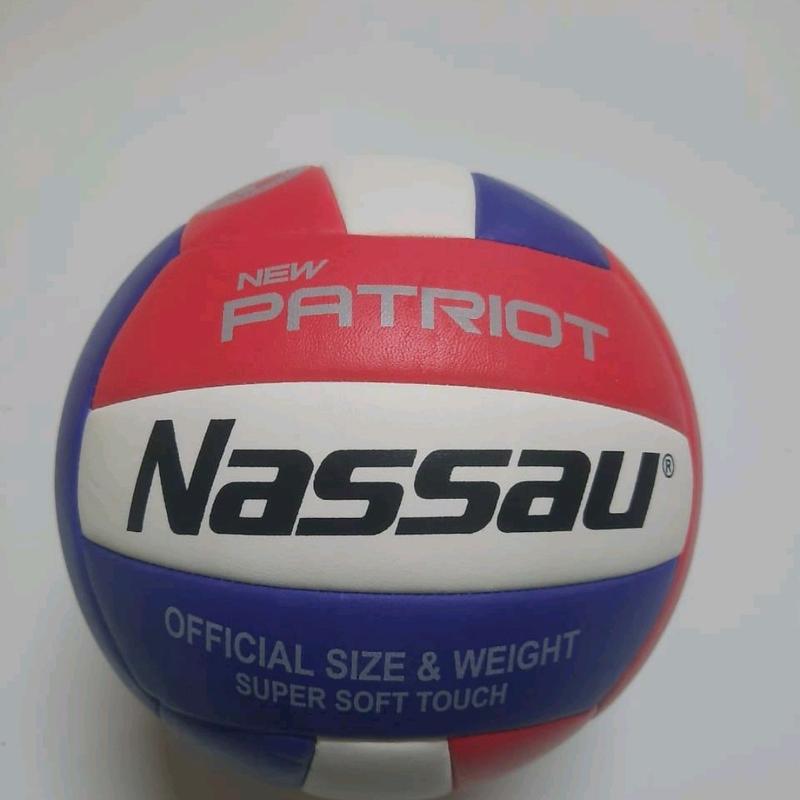 NEW
PATRIOT
Nassau®
OFFICIAL SIZE & WEIGHT
SUPER SOFT TOUCH